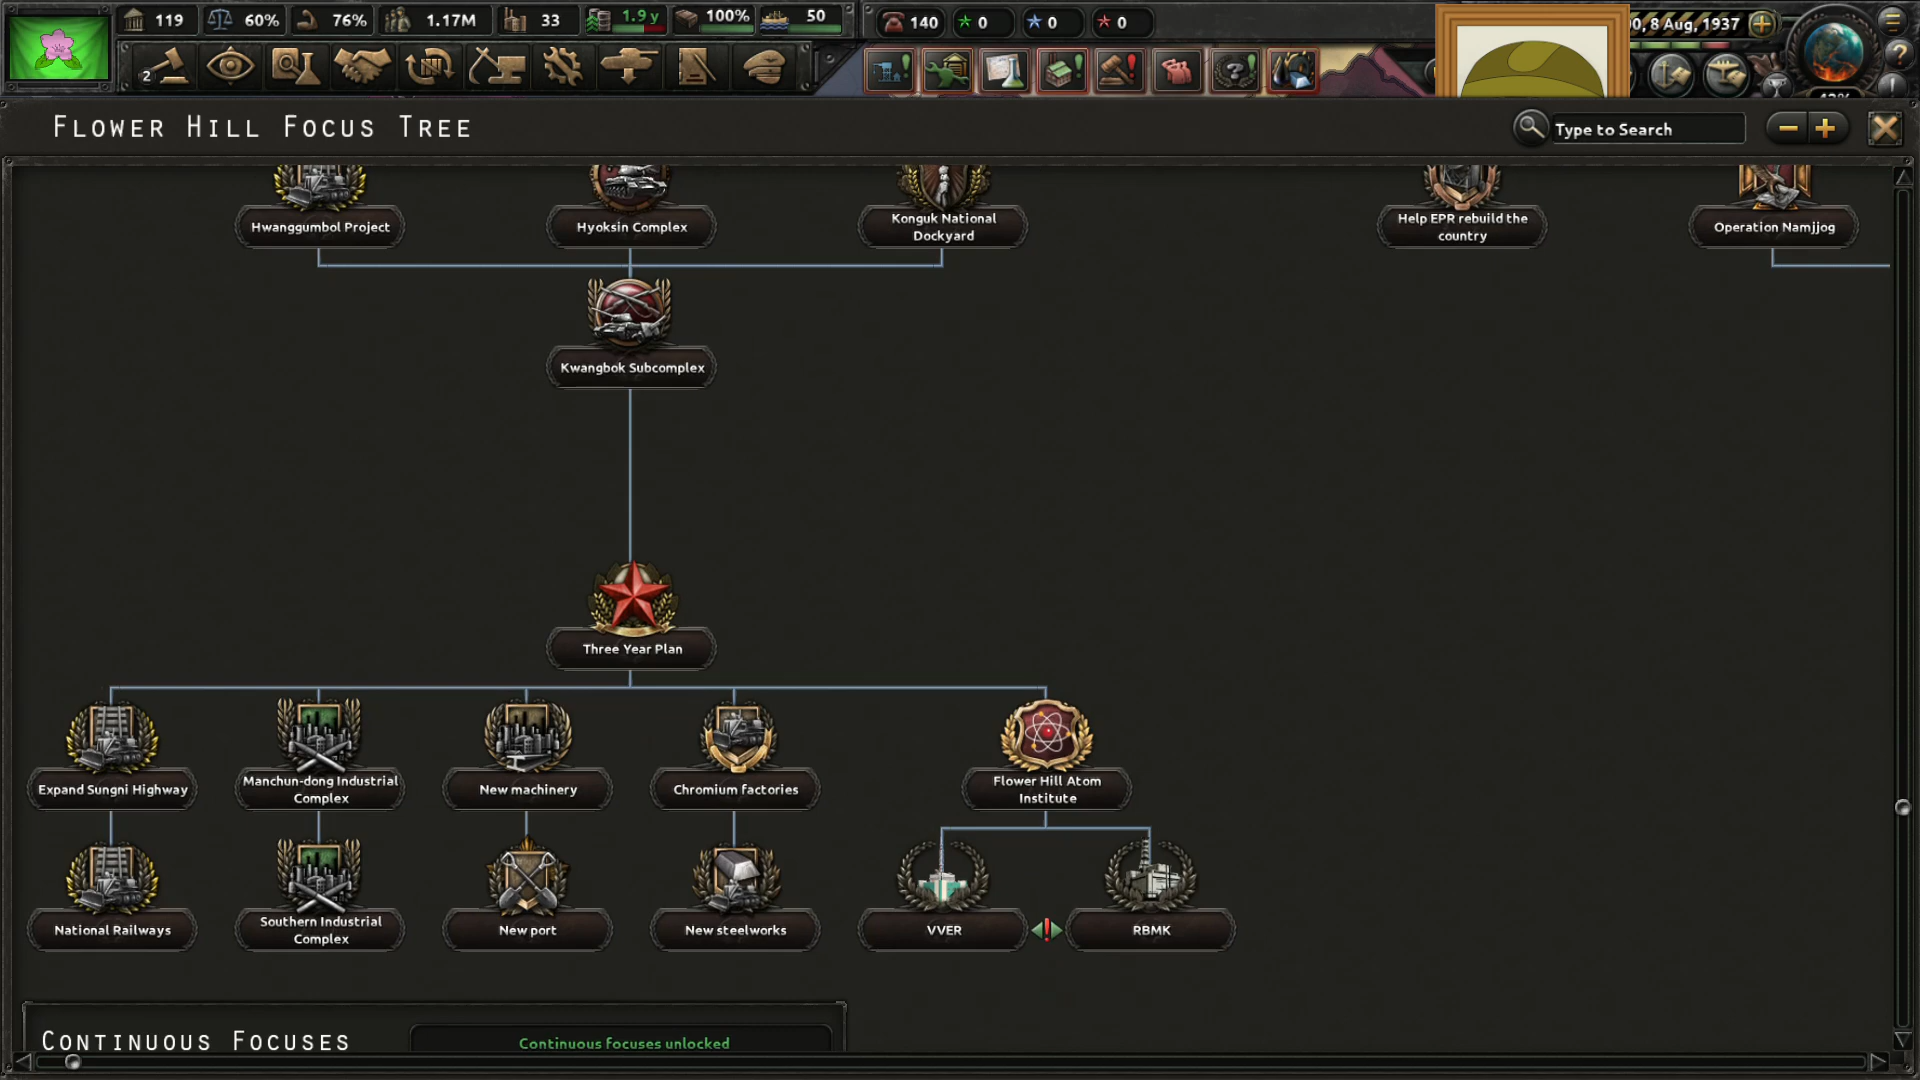 119 60% 76% 1.17M 33 1.9 y 100% 50 140 0 0 0 0, 8 Aug, 1937
2
Flower Hill Focus Tree
Type to Search
Hwanggumbol Project
Hyoksin Complex
Konguk National
Dockyard
Help EPR rebuild the
country
Operation Namjjog
Kwangbok Subcomplex
Three Year Plan
Expand Sungni Highway
Manchun-dong Industrial
Complex
New machinery
Chromium factories
Flower Hill Atom
Institute
National Railways
Southern Industrial
Complex
New port
New steelworks
VVER
RBMK
Continuous Focuses
Continuous focuses unlocked